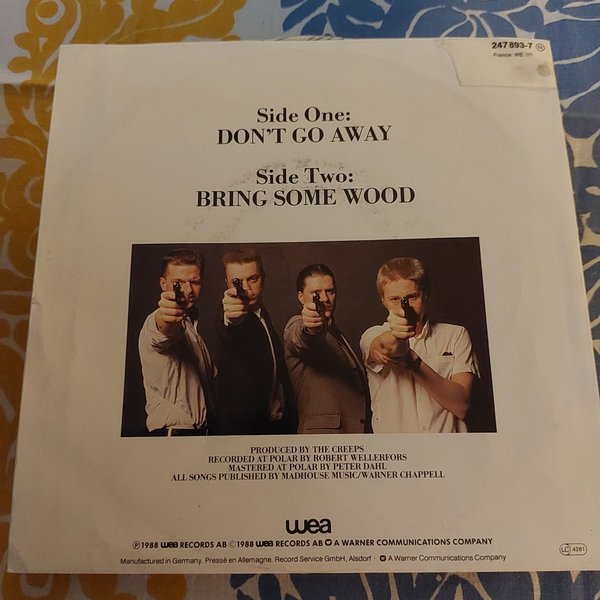 247 893-7 N
France: WE 171
Side One:
DON'T GO AWAY
Side Two:
BRING SOME WOOD
PRODUCED BY THE CREEPS
RECORDED AT POLAR BY ROBERT WELLERFORS
MASTERED AT POLAR BY PETER DAHL
ALL SONGS PUBLISHED BY MADHOUSE MUSIC/WARNER CHAPPELL
wea
℗ 1988 wea RECORDS AB © 1988 wea RECORDS AB A WARNER COMMUNICATIONS COMPANY
Manufactured in Germany. Pressé en Allemagne. Record Service GmbH, Alsdorf · A Warner Communications Company
LC 4281